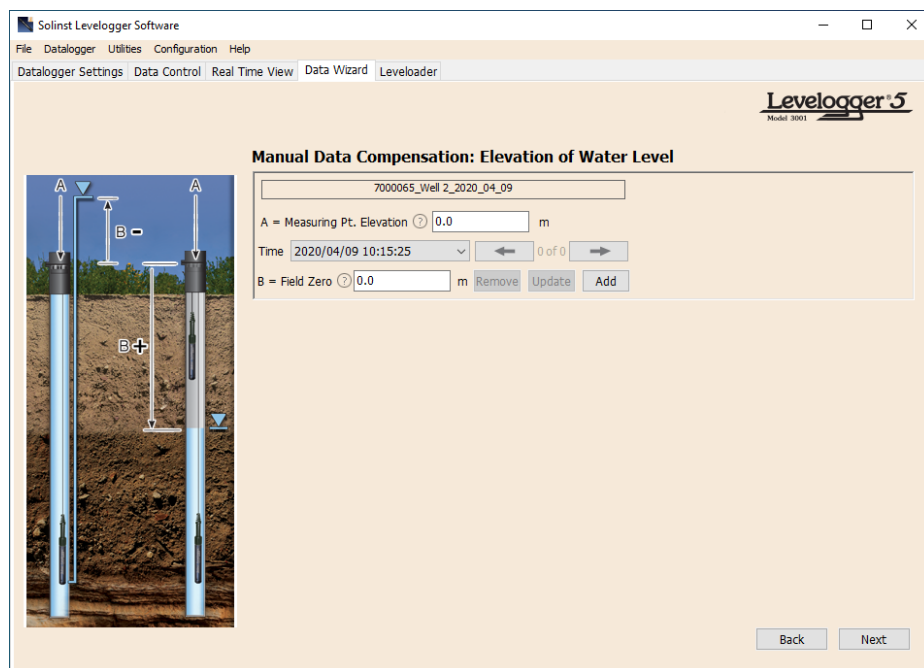 Solinst Levelogger Software
File Datalogger Utilities Configuration Help
Datalogger Settings Data Control Real Time View Data Wizard Leveloader
Levelogger® 5
Model 3001
Manual Data Compensation: Elevation of Water Level
7000065_Well 2_2020_04_09
A = Measuring Pt. Elevation ? 0.0 m
Time 2020/04/09 10:15:25 0 of 0
B = Field Zero ? 0.0 m Remove Update Add
A A
B -
B +
Back Next